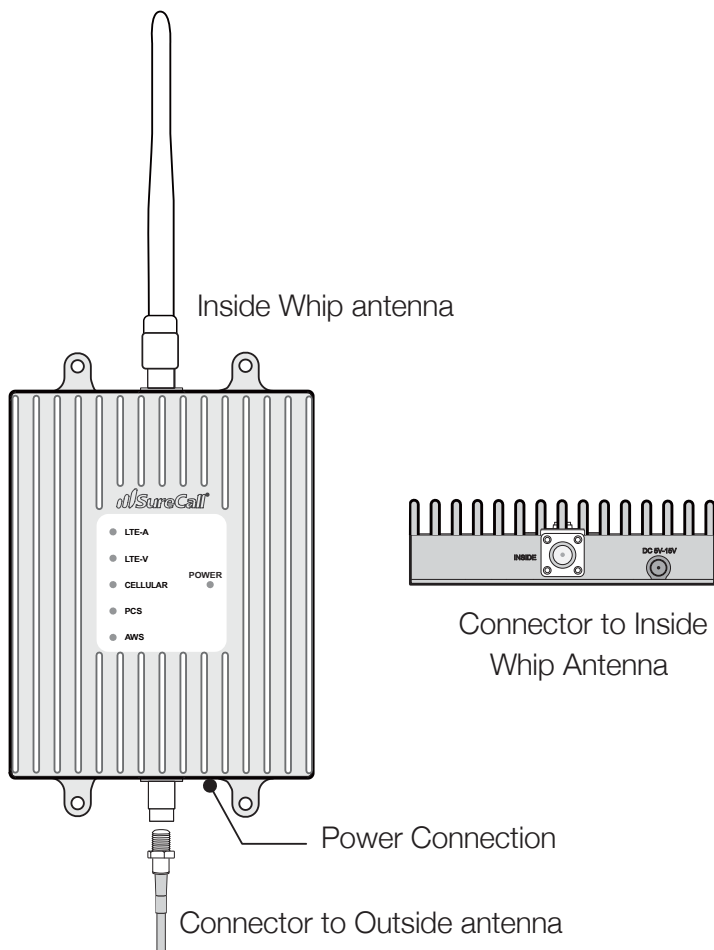 Inside Whip antenna
SureCall®
LTE-A
LTE-V
CELLULAR
POWER
PCS
AWS
INSIDE
DC 5V-15V
Connector to Inside
Whip Antenna
Power Connection
Connector to Outside antenna